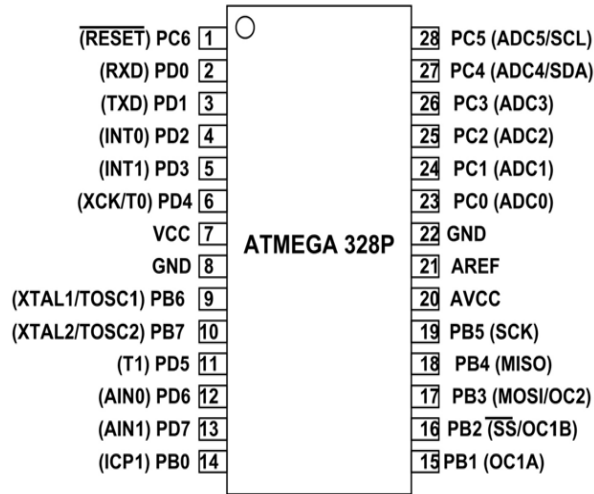 (RESET) PC6 1
(RXD) PD0 2
(TXD) PD1 3
(INT0) PD2 4
(INT1) PD3 5
(XCK/T0) PD4 6
VCC 7
GND 8
(XTAL1/TOSC1) PB6 9
(XTAL2/TOSC2) PB7 10
(T1) PD5 11
(AIN0) PD6 12
(AIN1) PD7 13
(ICP1) PB0 14
ATMEGA 328P
28 PC5 (ADC5/SCL)
27 PC4 (ADC4/SDA)
26 PC3 (ADC3)
25 PC2 (ADC2)
24 PC1 (ADC1)
23 PC0 (ADC0)
22 GND
21 AREF
20 AVCC
19 PB5 (SCK)
18 PB4 (MISO)
17 PB3 (MOSI/OC2)
16 PB2 (SS/OC1B)
15 PB1 (OC1A)